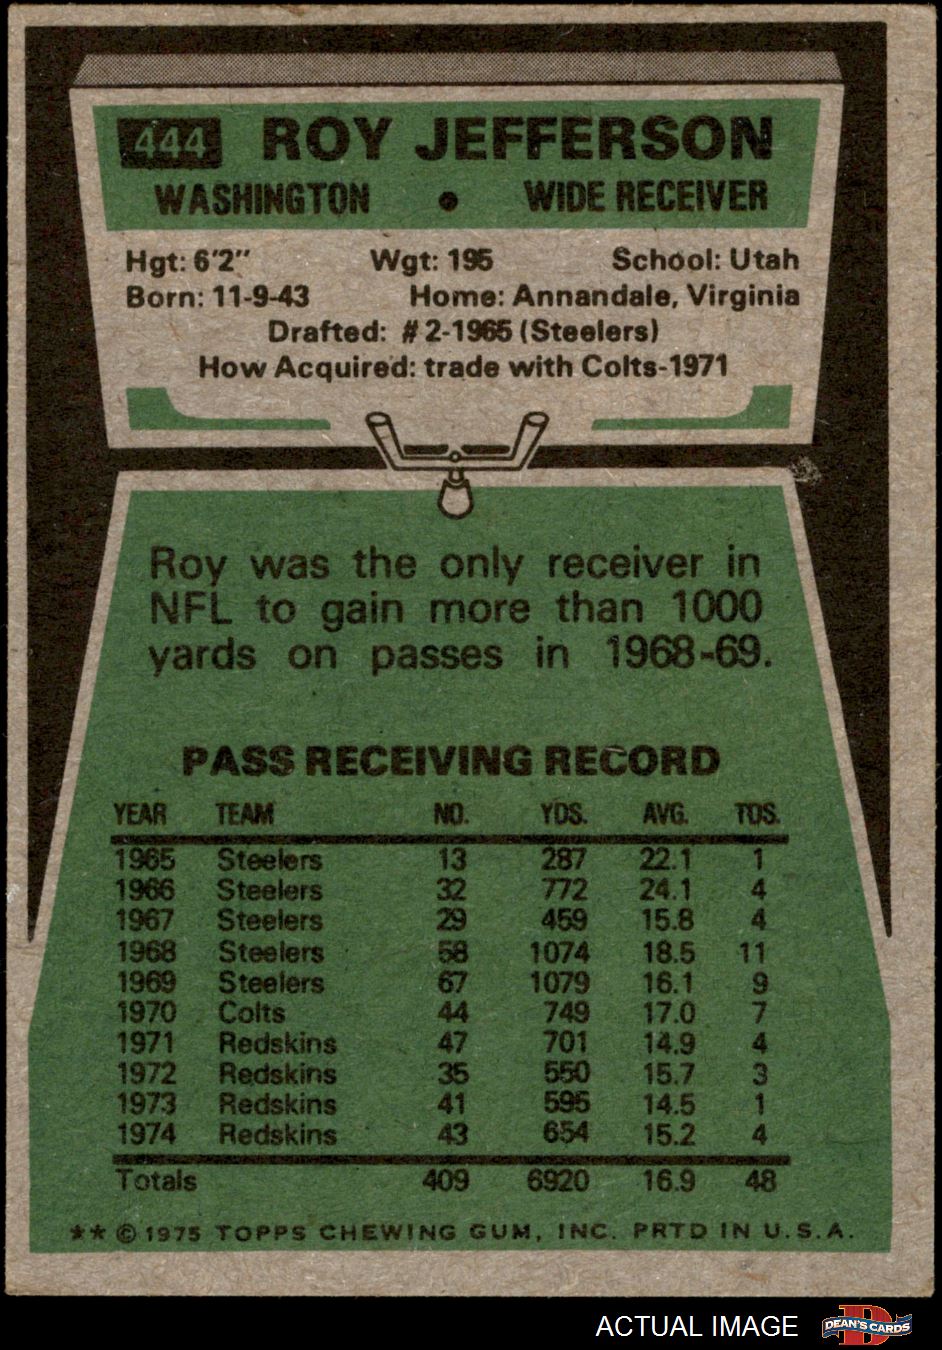 444 ROY JEFFERSON
WASHINGTON • WIDE RECEIVER
Hgt: 6'2" Wgt: 195 School: Utah
Born: 11-9-43 Home: Annandale, Virginia
Drafted: #2-1965 (Steelers)
How Acquired: trade with Colts-1971
Roy was the only receiver in
NFL to gain more than 1000
yards on passes in 1968-69.
PASS RECEIVING RECORD
YEAR TEAM NO. YDS. AVG. TDS.
1965 Steelers 13 287 22.1 1
1966 Steelers 32 772 24.1 4
1967 Steelers 29 459 15.8 4
1968 Steelers 58 1074 18.5 11
1969 Steelers 67 1079 16.1 9
1970 Colts 44 749 17.0 7
1971 Redskins 47 701 14.9 4
1972 Redskins 35 550 15.7 3
1973 Redskins 41 595 14.5 1
1974 Redskins 43 654 15.2 4
Totals 409 6920 16.9 48
** © 1975 TOPPS CHEWING GUM, INC. PRTD IN U.S.A.
ACTUAL IMAGE D DEAN'S CARDS